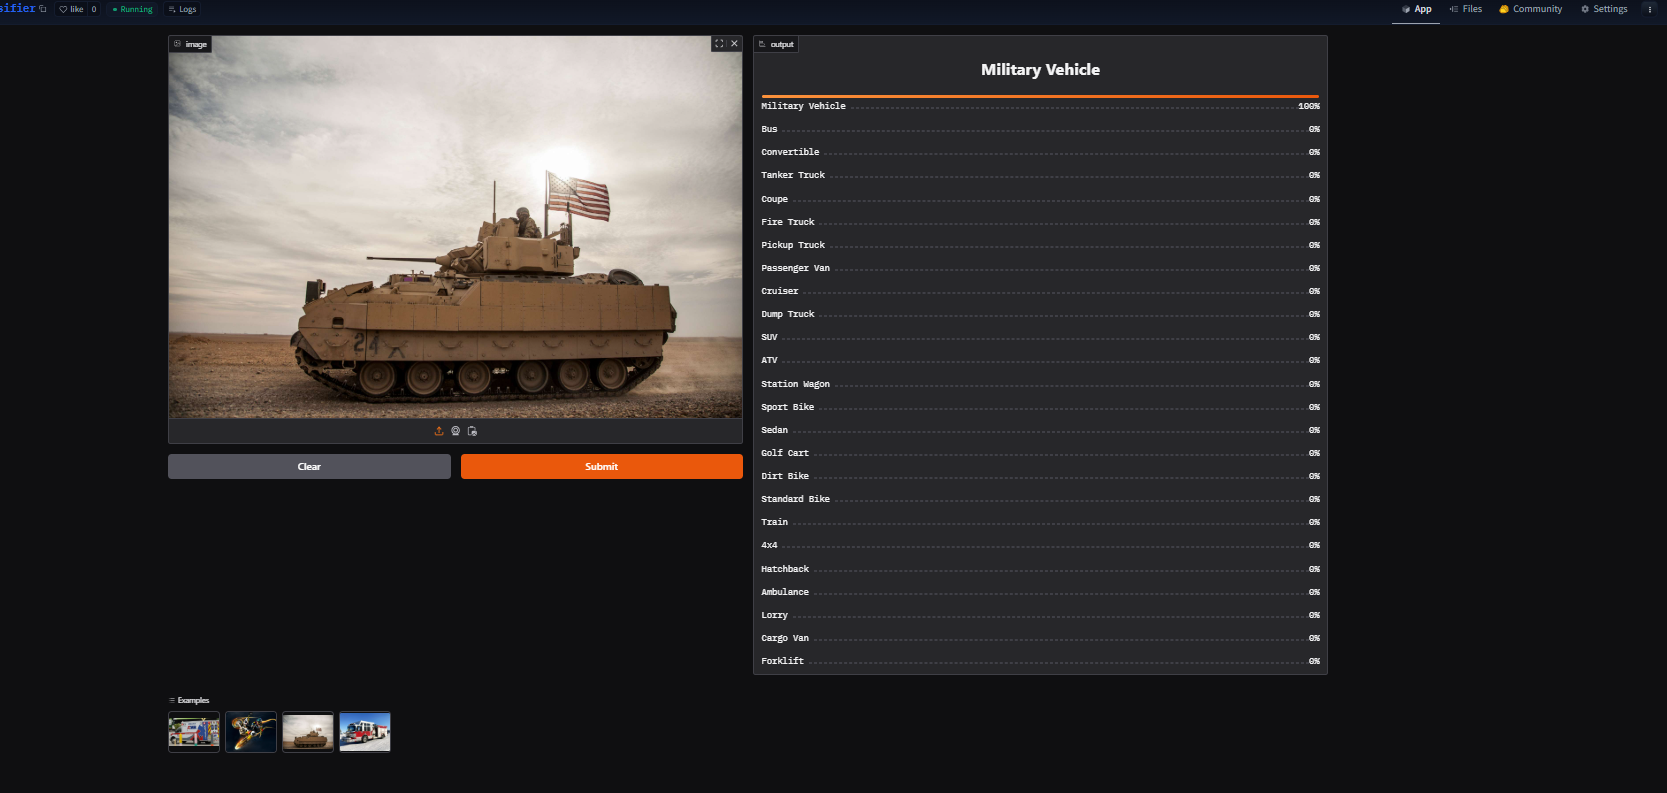 sifier like 0 Running Logs App Files Community Settings
image
output
Military Vehicle
Military Vehicle 100%
Bus 0%
Convertible 0%
Tanker Truck 0%
Coupe 0%
Fire Truck 0%
Pickup Truck 0%
Passenger Van 0%
Cruiser 0%
Dump Truck 0%
SUV 0%
ATV 0%
Station Wagon 0%
Sport Bike 0%
Sedan 0%
Golf Cart 0%
Dirt Bike 0%
Standard Bike 0%
Train 0%
4x4 0%
Hatchback 0%
Ambulance 0%
Lorry 0%
Cargo Van 0%
Forklift 0%
24
Clear Submit
Examples